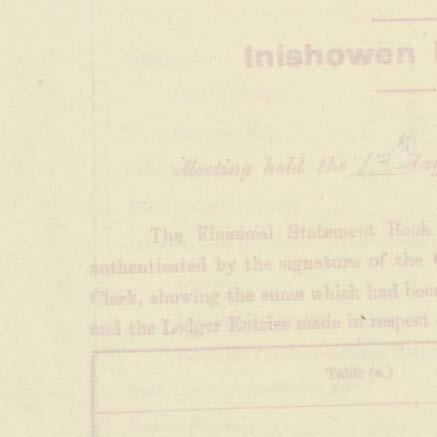 Inishowen
Meeting held the 13th day
The Financial Statement Book
authenticated by the signature of the
Clerk, showing the sums which had been
and the Ledger Entries made in respect
Table (a.)